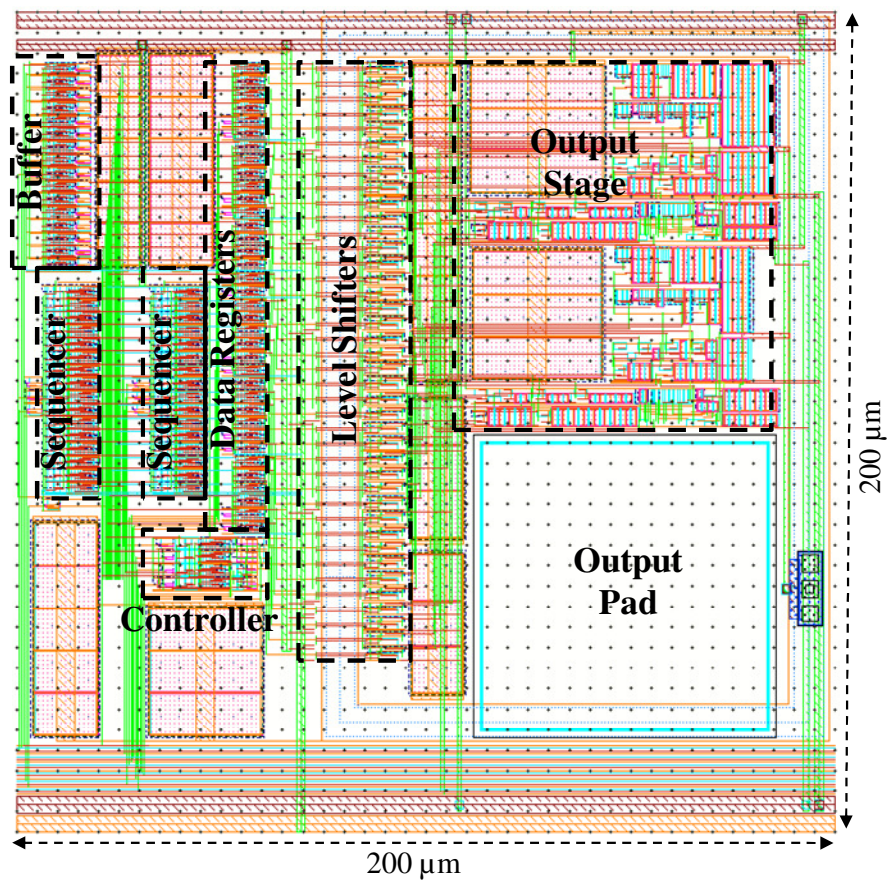 Buffer
Sequencer
Sequencer
Data Registers
Level Shifters
Output
Stage
Output
Pad
Controller
200 µm
200 µm